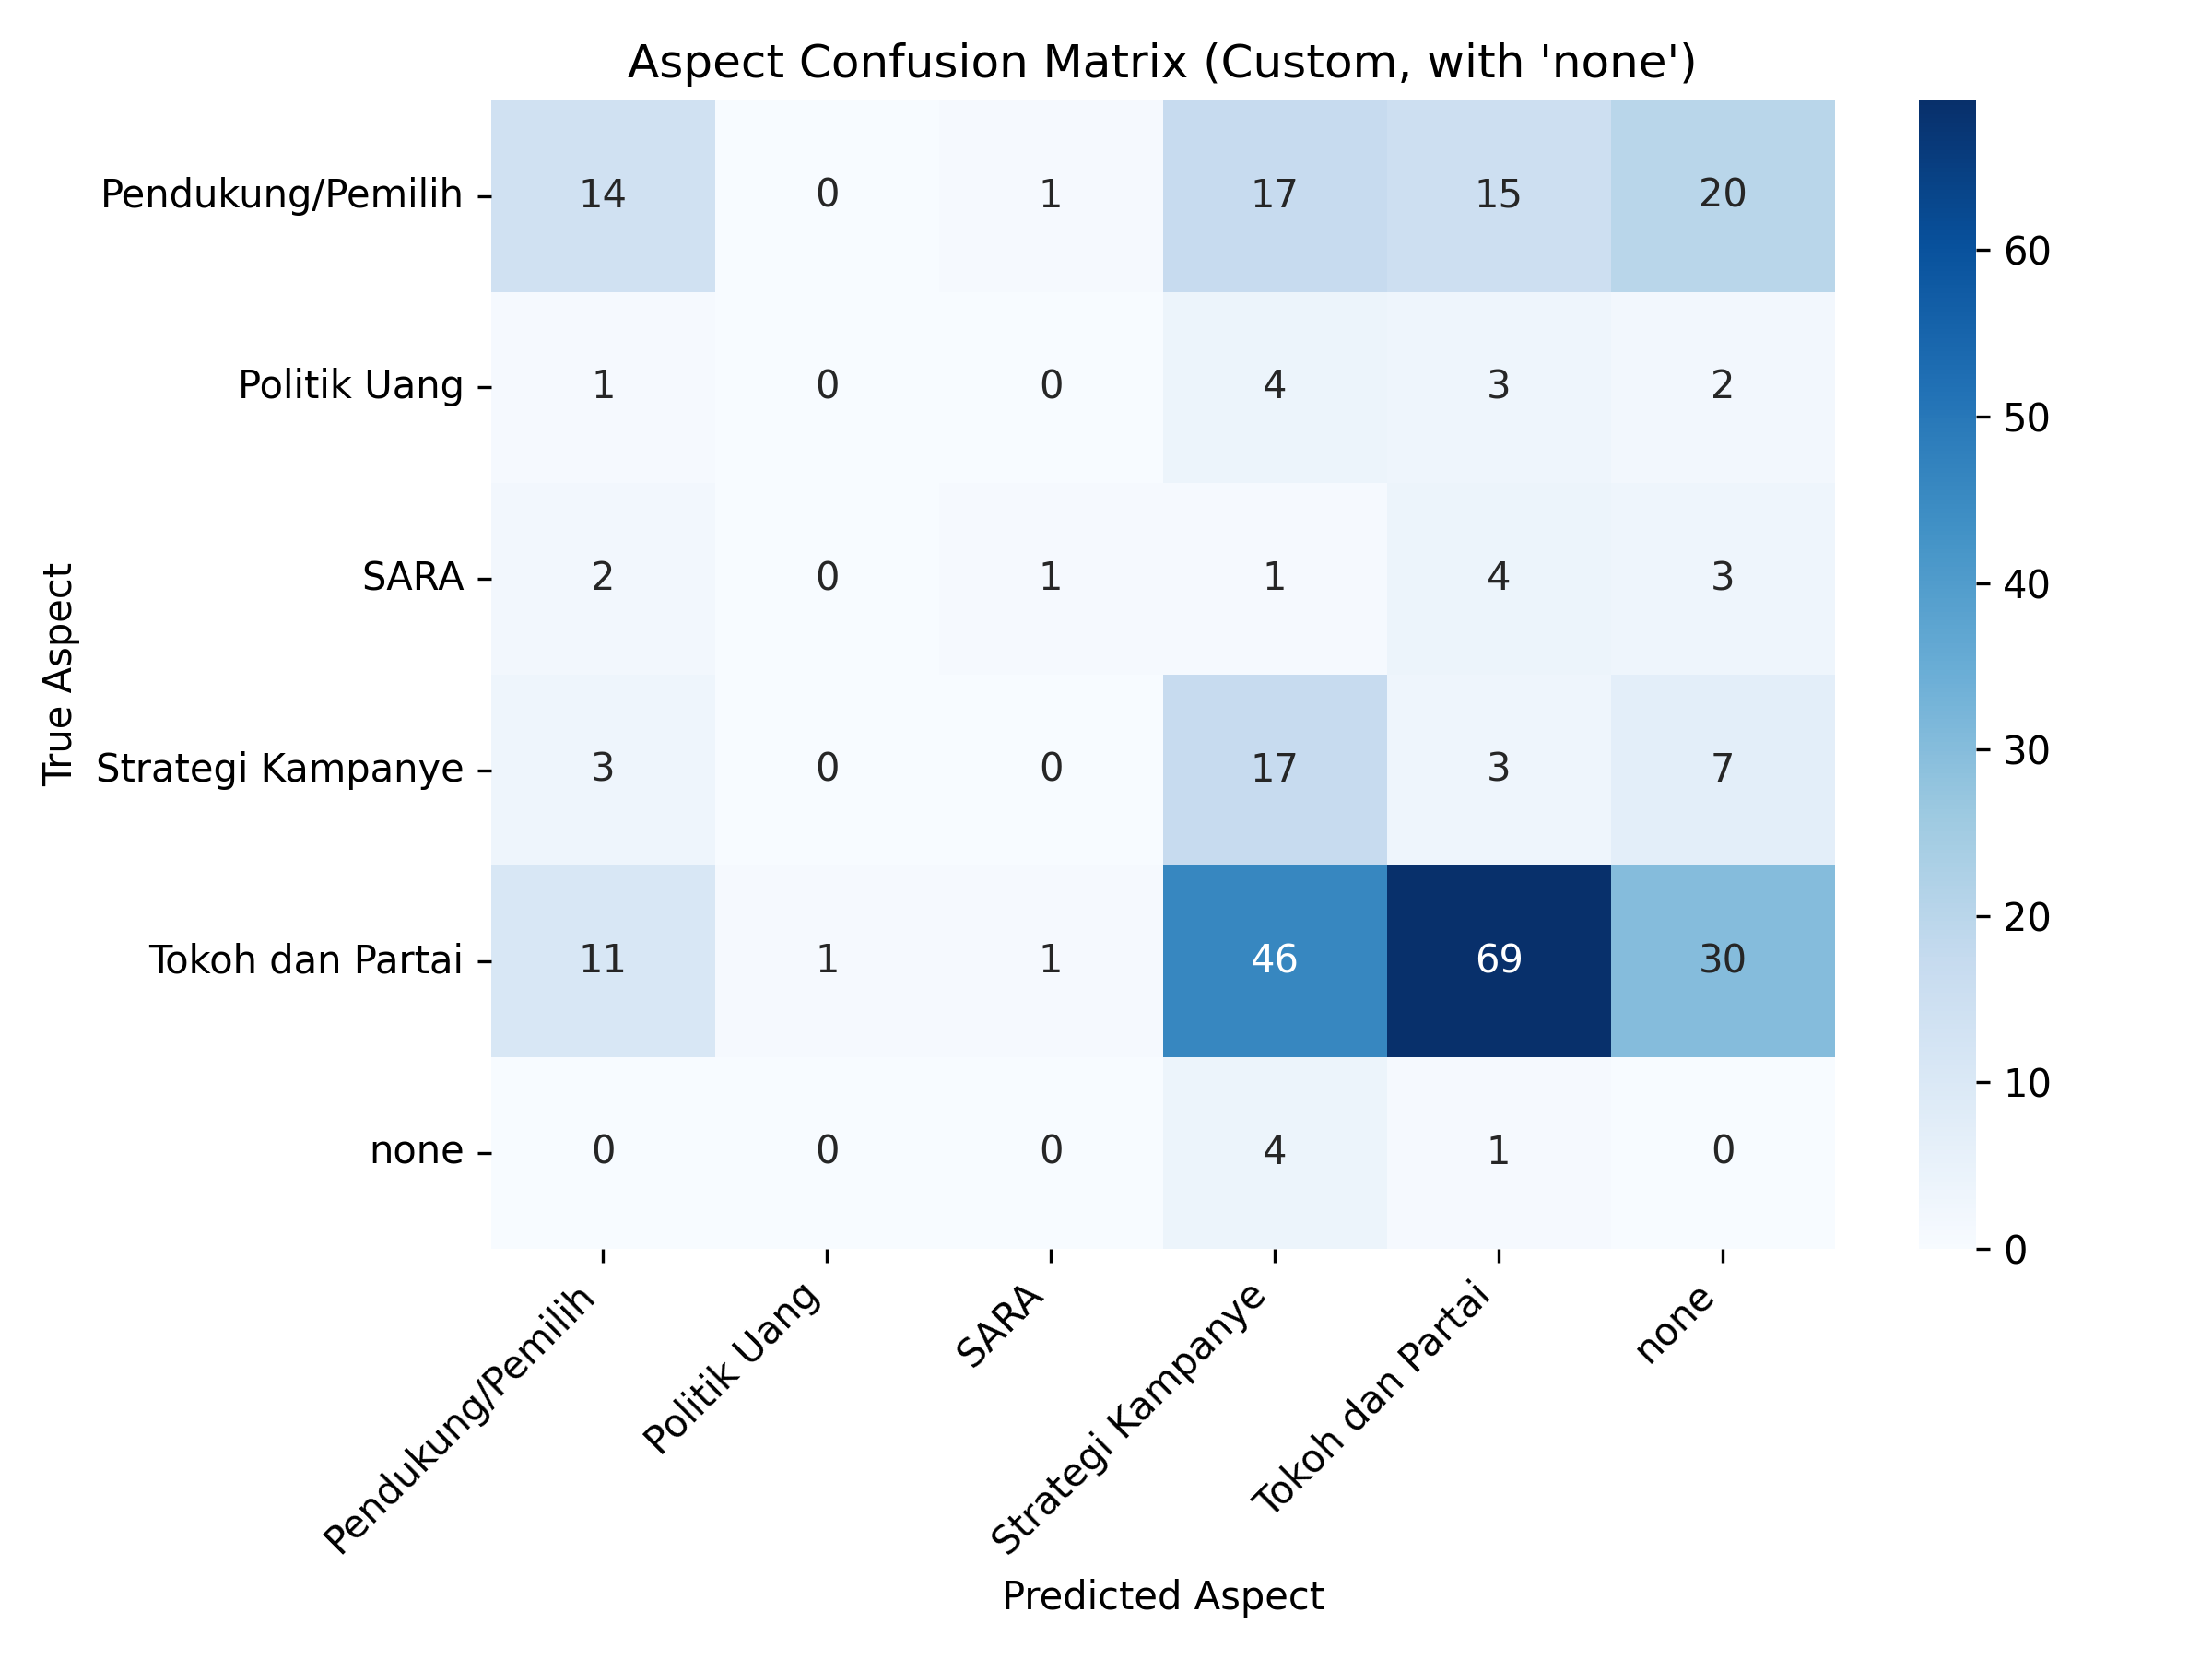 Aspect Confusion Matrix (Custom, with 'none')
True Aspect
Pendukung/Pemilih 14 0 1 17 15 20
Politik Uang 1 0 0 4 3 2
SARA 2 0 1 1 4 3
Strategi Kampanye 3 0 0 17 3 7
Tokoh dan Partai 11 1 1 46 69 30
none 0 0 0 4 1 0
Pendukung/Pemilih Politik Uang SARA Strategi Kampanye Tokoh dan Partai none
Predicted Aspect
60
50
40
30
20
10
0